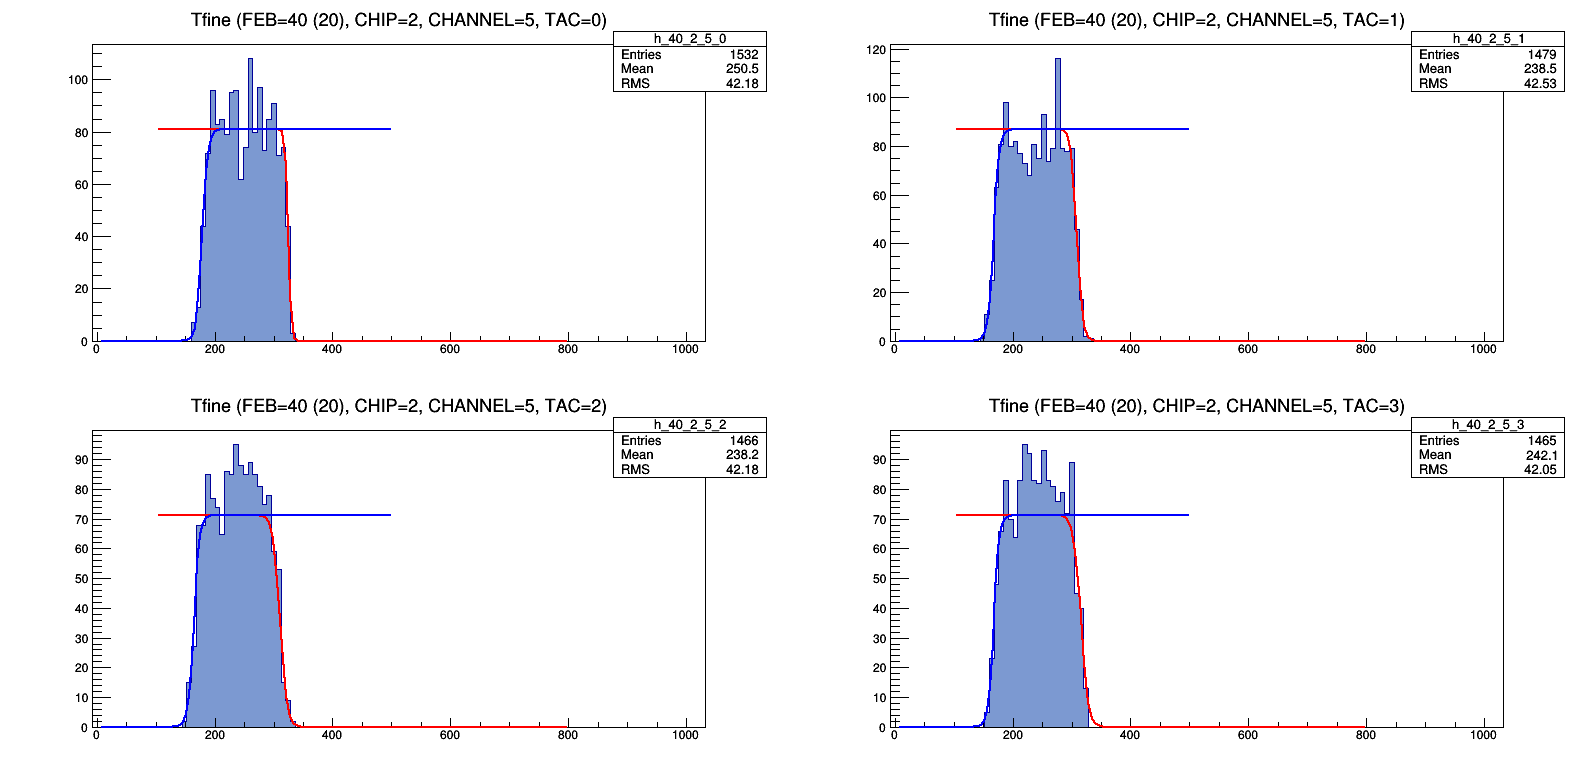 Tfine (FEB=40 (20), CHIP=2, CHANNEL=5, TAC=0)
h_40_2_5_0
Entries 1532
Mean 250.5
RMS 42.18
100
80
60
40
20
0
0 200 400 600 800 1000
Tfine (FEB=40 (20), CHIP=2, CHANNEL=5, TAC=1)
h_40_2_5_1
Entries 1479
Mean 238.5
RMS 42.53
120
100
80
60
40
20
0
0 200 400 600 800 1000
Tfine (FEB=40 (20), CHIP=2, CHANNEL=5, TAC=2)
h_40_2_5_2
Entries 1466
Mean 238.2
RMS 42.18
90
80
70
60
50
40
30
20
10
0
0 200 400 600 800 1000
Tfine (FEB=40 (20), CHIP=2, CHANNEL=5, TAC=3)
h_40_2_5_3
Entries 1465
Mean 242.1
RMS 42.05
90
80
70
60
50
40
30
20
10
0
0 200 400 600 800 1000